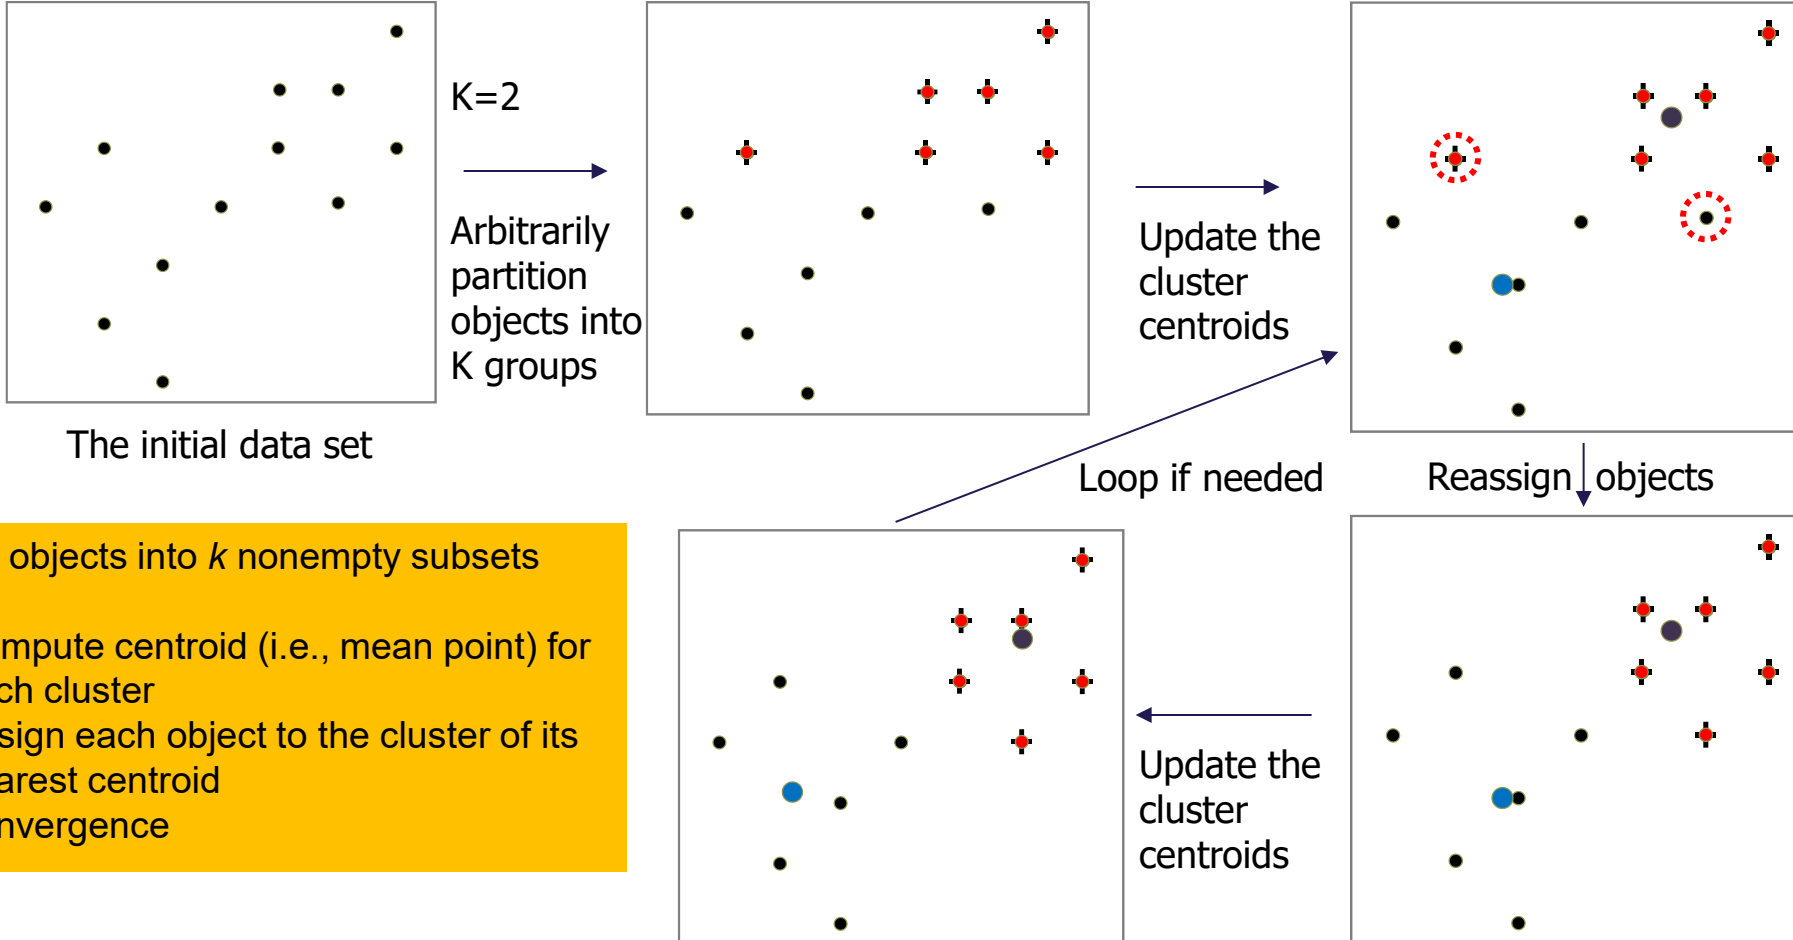 K=2
Arbitrarily
partition
objects into
K groups
Update the
cluster
centroids
The initial data set
Loop if needed
Reassign objects
objects into k nonempty subsets
mpute centroid (i.e., mean point) for
ch cluster
sign each object to the cluster of its
arest centroid
nvergence
Update the
cluster
centroids